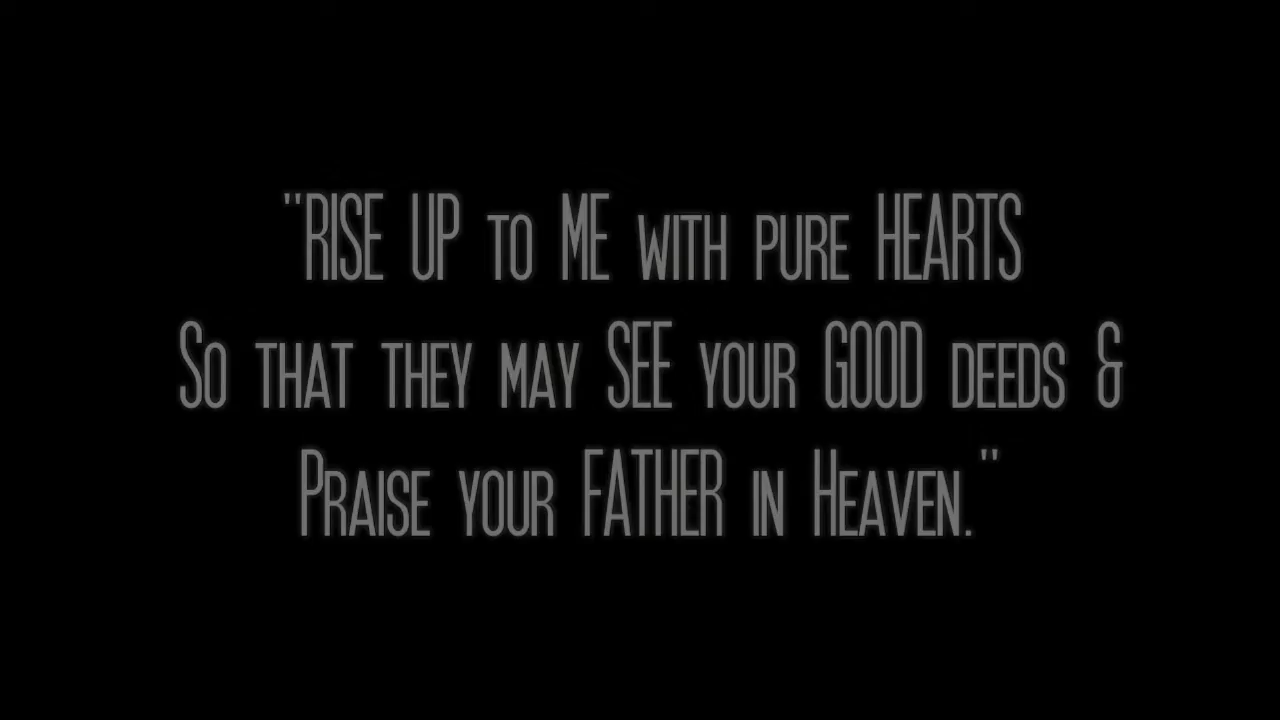 "RISE UP to ME with pure HEARTS
So that they may SEE your GOOD deeds &
Praise your FATHER in Heaven."